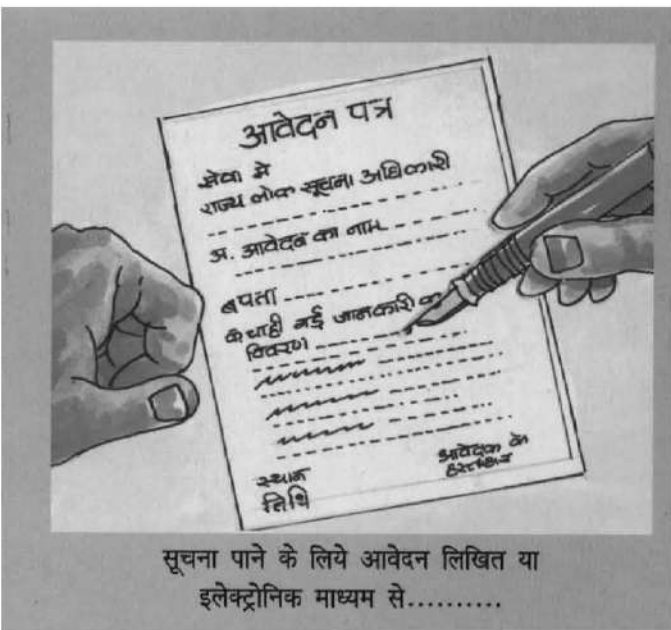 आवेदन पत्र
सेवा मे
राज्य लोक सूचना अधिकारी
अ. आवेदन का नाम
ब पता
क चाही गई जानकारी का
विवरण
स्थान
तिथि
आवेदक के
हस्ताक्षर
सूचना पाने के लिये आवेदन लिखित या
इलेक्ट्रोनिक माध्यम से..........